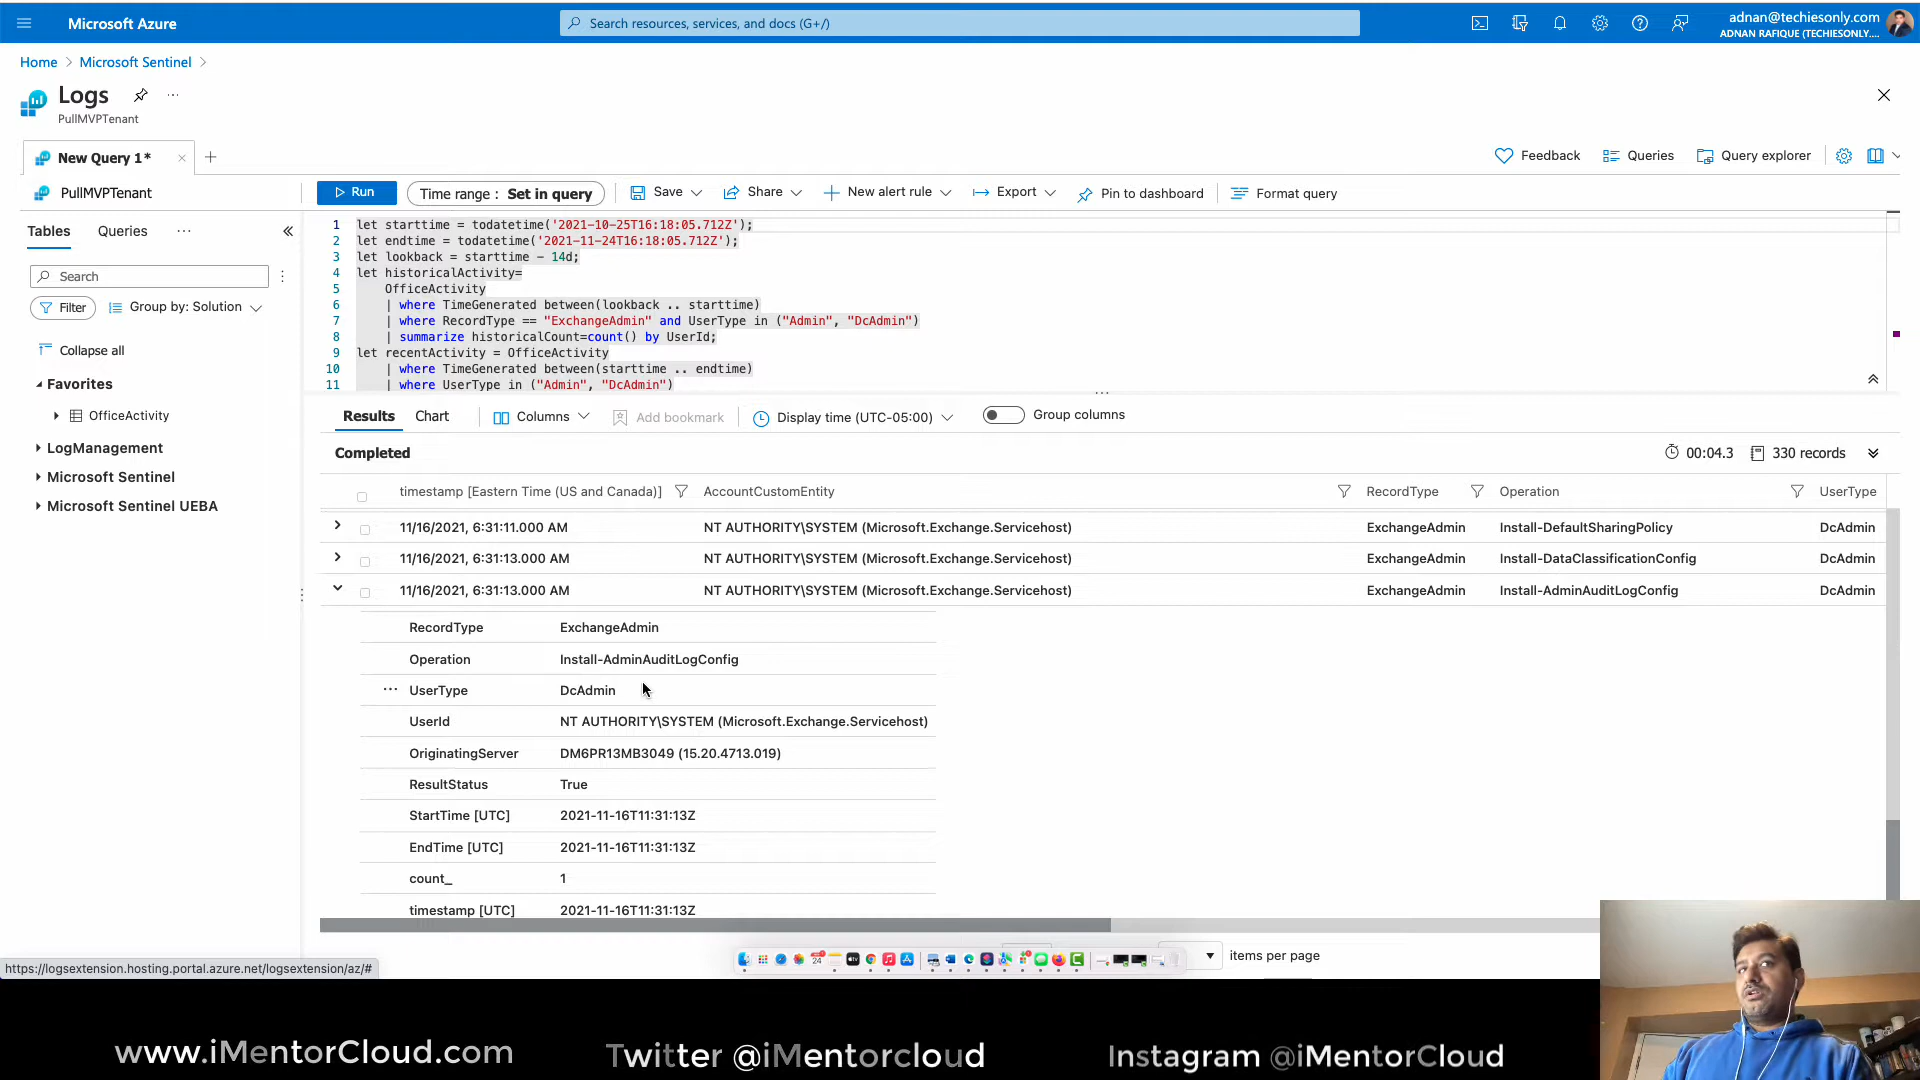 Microsoft Azure
Search resources, services, and docs (G+/)
adnan@techiesonly.com
ADNAN RAFIQUE (TECHIESONLY....
Home > Microsoft Sentinel >
Logs
PullMVPTenant
New Query 1*
Feedback
Queries
Query explorer
PullMVPTenant
Run
Time range : Set in query
Save
Share
New alert rule
Export
Pin to dashboard
Format query
Tables
Queries
Search
Filter
Group by: Solution
Collapse all
Favorites
OfficeActivity
LogManagement
Microsoft Sentinel
Microsoft Sentinel UEBA
1 let starttime = todatetime('2021-10-25T16:18:05.712Z');
2 let endtime = todatetime('2021-11-24T16:18:05.712Z');
3 let lookback = starttime - 14d;
4 let historicalActivity=
5 OfficeActivity
6 | where TimeGenerated between(lookback .. starttime)
7 | where RecordType == "ExchangeAdmin" and UserType in ("Admin", "DcAdmin")
8 | summarize historicalCount=count() by UserId;
9 let recentActivity = OfficeActivity
10 | where TimeGenerated between(starttime .. endtime)
11 | where UserType in ("Admin", "DcAdmin")
Results
Chart
Columns
Add bookmark
Display time (UTC-05:00)
Group columns
Completed
00:04.3
330 records
timestamp [Eastern Time (US and Canada)] AccountCustomEntity RecordType Operation UserType
11/16/2021, 6:31:11.000 AM NT AUTHORITY\SYSTEM (Microsoft.Exchange.Servicehost) ExchangeAdmin Install-DefaultSharingPolicy DcAdmin
11/16/2021, 6:31:13.000 AM NT AUTHORITY\SYSTEM (Microsoft.Exchange.Servicehost) ExchangeAdmin Install-DataClassificationConfig DcAdmin
11/16/2021, 6:31:13.000 AM NT AUTHORITY\SYSTEM (Microsoft.Exchange.Servicehost) ExchangeAdmin Install-AdminAuditLogConfig DcAdmin
RecordType ExchangeAdmin
Operation Install-AdminAuditLogConfig
UserType DcAdmin
UserId NT AUTHORITY\SYSTEM (Microsoft.Exchange.Servicehost)
OriginatingServer DM6PR13MB3049 (15.20.4713.019)
ResultStatus True
StartTime [UTC] 2021-11-16T11:31:13Z
EndTime [UTC] 2021-11-16T11:31:13Z
count_ 1
timestamp [UTC] 2021-11-16T11:31:13Z
items per page
https://logsextension.hosting.portal.azure.net/logsextension/az/#
www.iMentorCloud.com
Twitter @iMentorcloud
Instagram @iMentorCloud